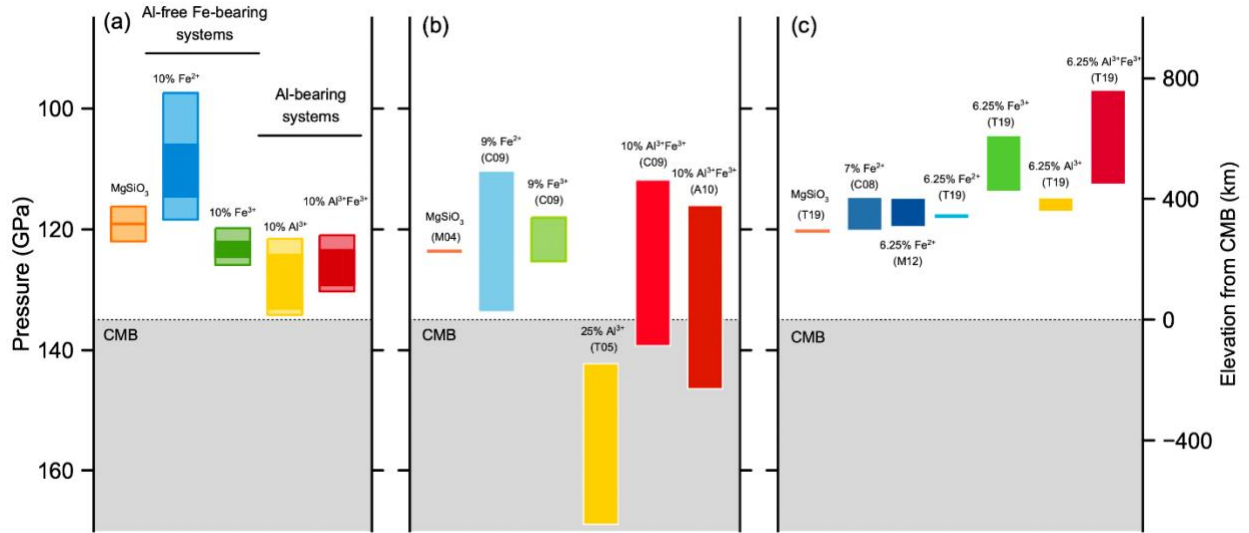 (a)
Al-free Fe-bearing
systems
10% Fe²⁺
Al-bearing
systems
MgSiO₃
10% Fe³⁺
10% Al³⁺
10% Al³⁺Fe³⁺
CMB
Pressure (GPa)
100
120
140
160
(b)
9% Fe²⁺
(C09)
9% Fe³⁺
(C09)
10% Al³⁺Fe³⁺
(C09)
10% Al³⁺Fe³⁺
(A10)
MgSiO₃
(M04)
25% Al³⁺
(T05)
CMB
(c)
6.25% Al³⁺Fe³⁺
(T19)
6.25% Fe³⁺
(T19)
7% Fe²⁺
(C08)
6.25% Fe²⁺
(T19)
6.25% Al³⁺
(T19)
MgSiO₃
(T19)
6.25% Fe²⁺
(M12)
CMB
800
400
0
−400
Elevation from CMB (km)